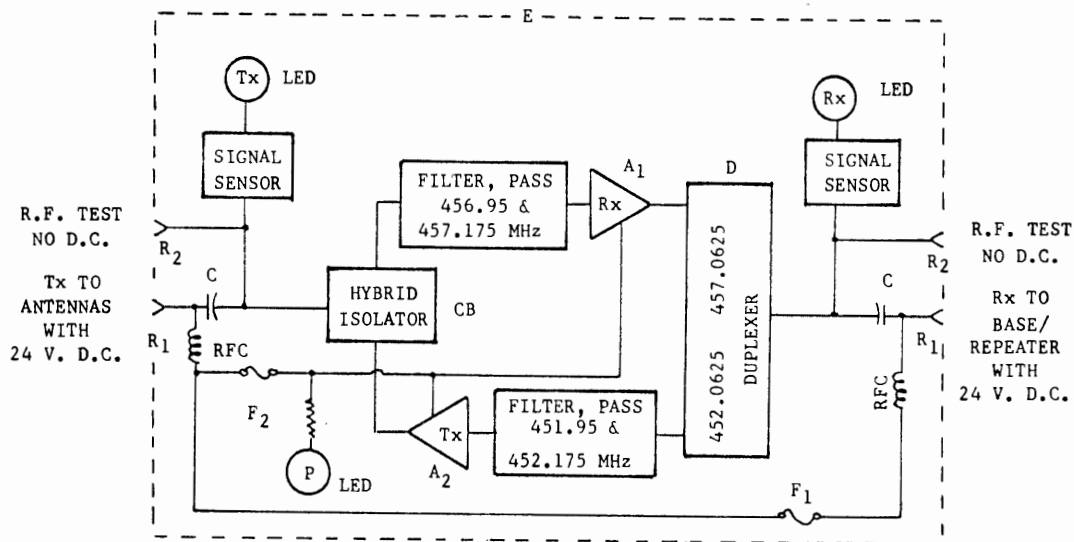 E
Tx
LED
SIGNAL
SENSOR
R.F. TEST
NO D.C.
R2
Tx TO
ANTENNAS
WITH
24 V. D.C.
R1
C
RFC
F2
P
LED
HYBRID
ISOLATOR
CB
FILTER, PASS
456.95 &
457.175 MHz
Rx
A1
Tx
A2
FILTER, PASS
451.95 &
452.175 MHz
D
452.0625 457.0625
DUPLEXER
Rx
LED
SIGNAL
SENSOR
R.F. TEST
NO D.C.
R2
C
Rx TO
BASE/
REPEATER
WITH
24 V. D.C.
R1
RFC
F1